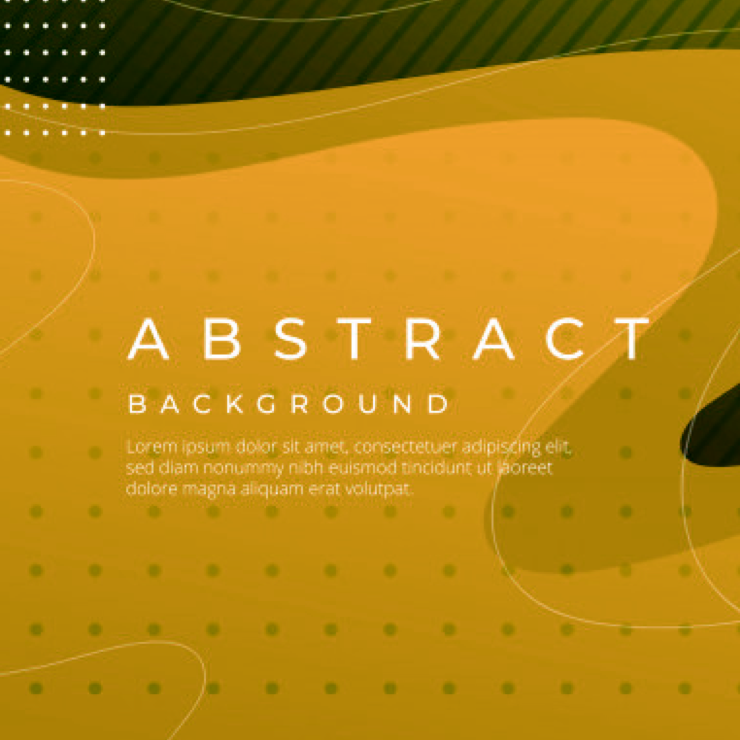 ABSTRACT
BACKGROUND
Lorem ipsum dolor sit amet, consectetuer adipiscing elit,
sed diam nonummy nibh euismod tincidunt ut laoreet
dolore magna aliquam erat volutpat.